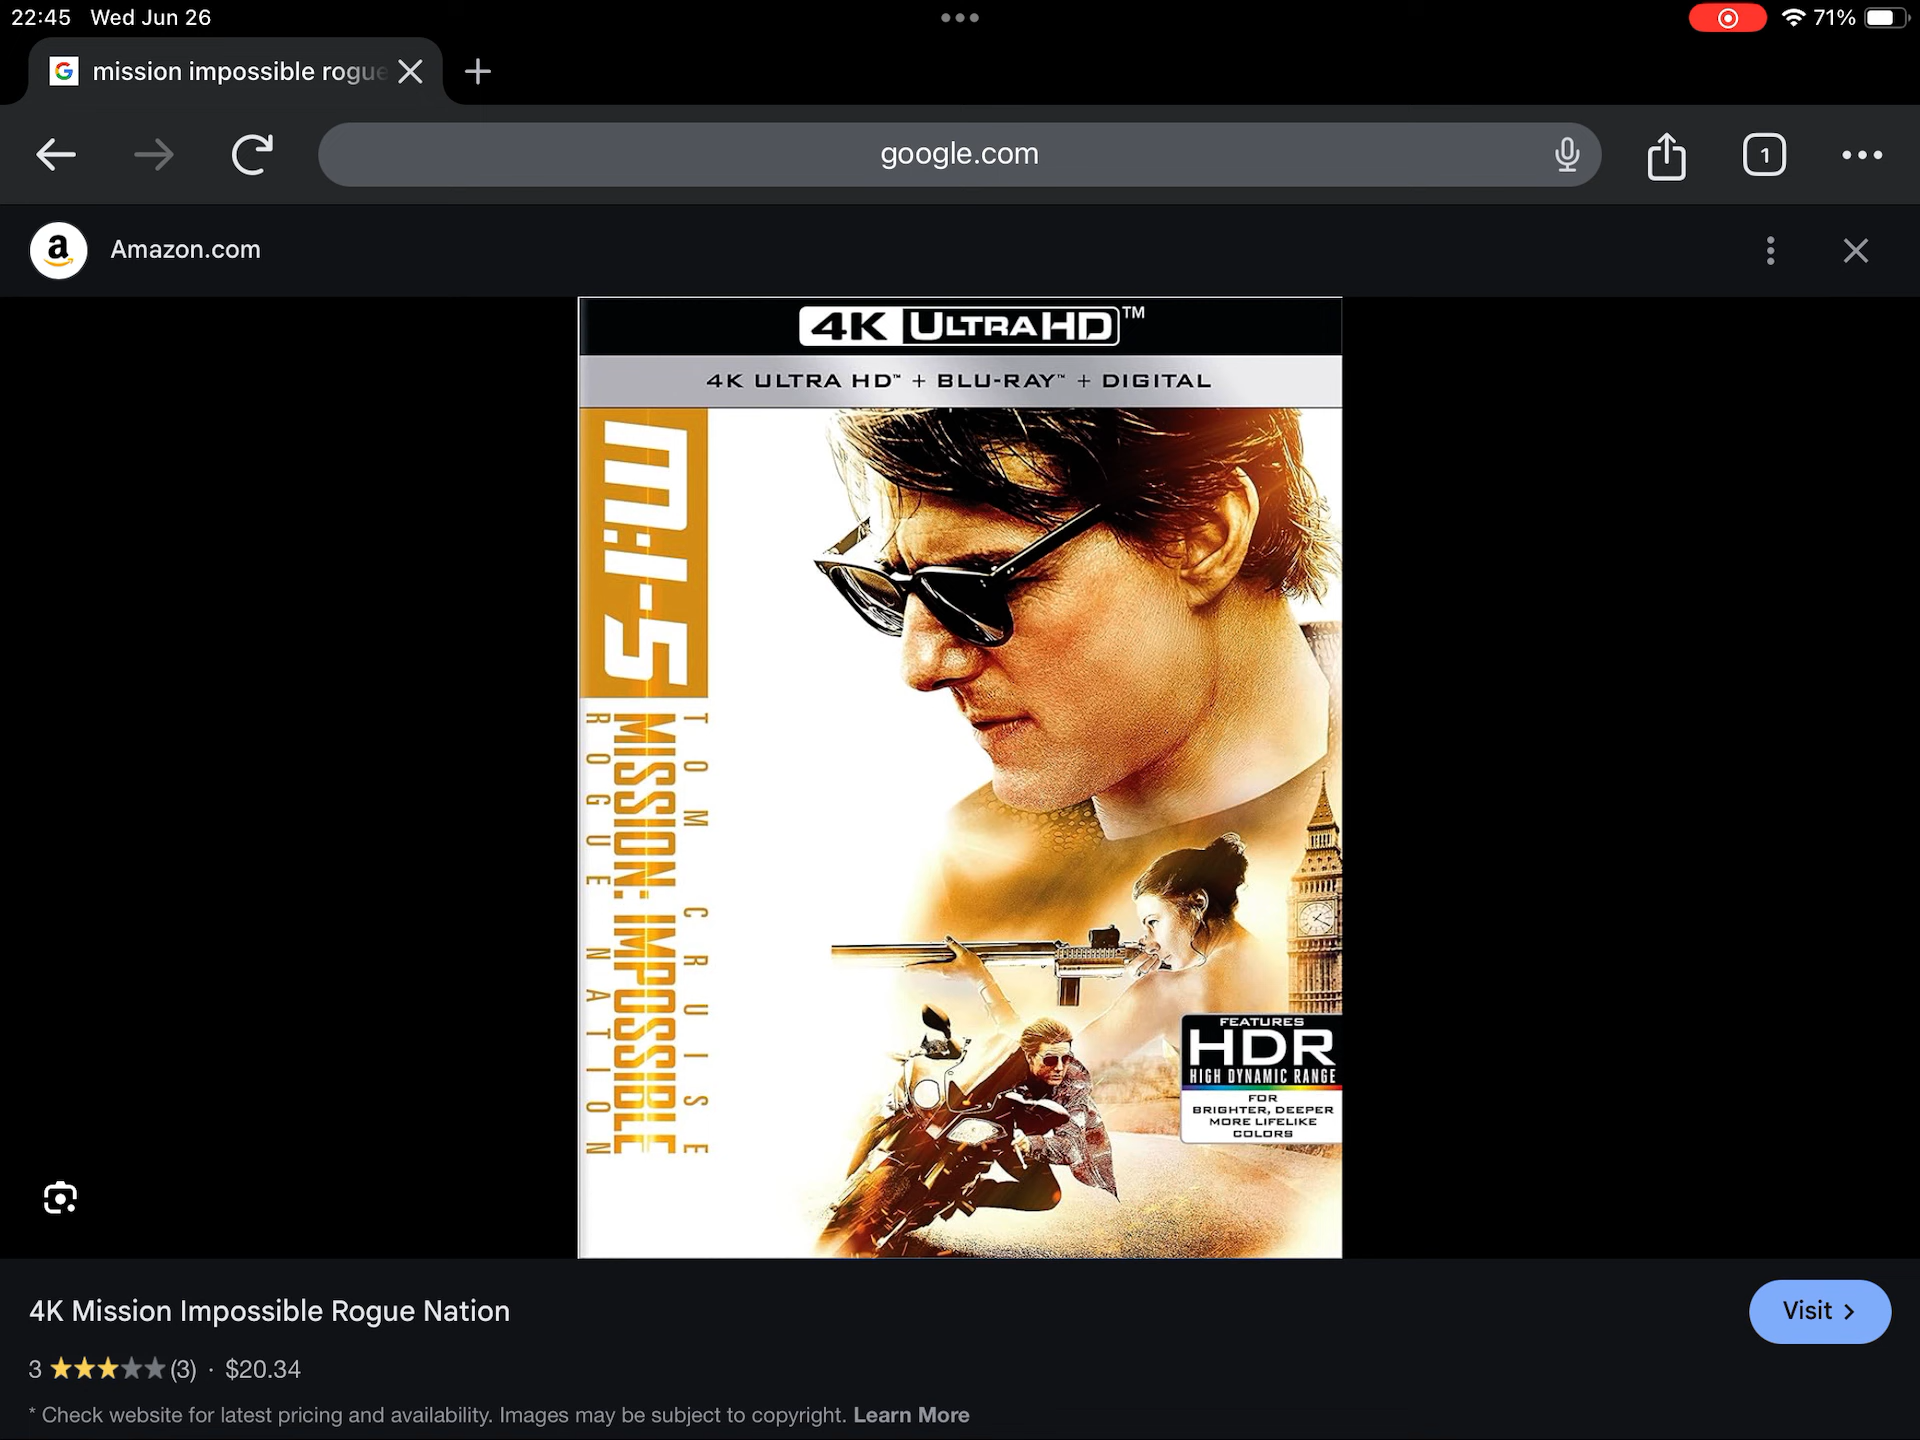 22:45 Wed Jun 26
71%
mission impossible rogue
google.com
1
Amazon.com
4K ULTRA HD™
4K ULTRA HD™ + BLU-RAY™ + DIGITAL
M:I-5
TOM CRUISE
MISSION: IMPOSSIBLE
ROGUE NATION
FEATURES
HDR
HIGH DYNAMIC RANGE
FOR
BRIGHTER, DEEPER
MORE LIFELIKE
COLORS
4K Mission Impossible Rogue Nation
Visit
3 (3) · $20.34
* Check website for latest pricing and availability. Images may be subject to copyright. Learn More